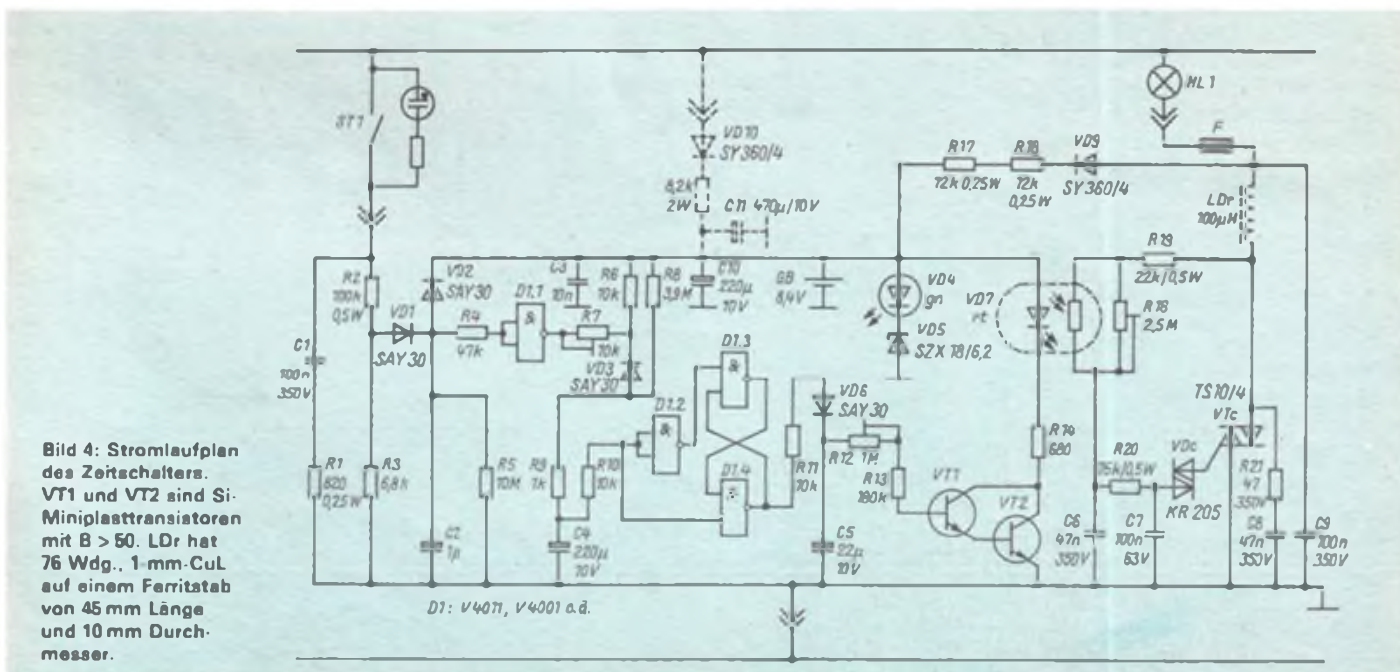 ST1
R2
100k
0,5W
C1
100n
350V
R1
820
0,25W
R3
6,8k
VD1
SAY30
VD2
SAY30
R4
47k
D1.1
&
C3
10n
R6
10k
R8
3,9M
R7
10k
VD3
SAY30
C2
1µ
R5
10M
R9
1k
R10
10k
C4
220µ
10V
D1.2
&
D1.3
&
D1.4
R11
10k
VD10
SY360/4
8,2k
2W
C11 470µ/10V
C10
220µ
10V
GB
8,4V
VD4
gn
VD5
SZX 18/6,2
VD6
SAY30
R12 1M
R13
180k
C5
22µ
10V
VT1
VT2
R14
680
VD7
rt
R17
12k 0,25W
R18
12k
0,25W
VD9
SY360/4
HL1
F
LDr
100µH
R19
22k/0,5W
2,5M
TS10/4
VTc
R20
15k/0,5W
VDc
KR 205
C6
47n
350V
C7
100n
63V
R21
47
350V
C8
47n
350V
C9
100n
350V
D1: V4011, V4001 o.ä.
Bild 4: Stromlaufplan
des Zeitschalters.
VT1 und VT2 sind Si-
Miniplasttransistoren
mit B > 50. LDr hat
76 Wdg., 1-mm-CuL
auf einem Ferritstab
von 45 mm Länge
und 10 mm Durch-
messer.